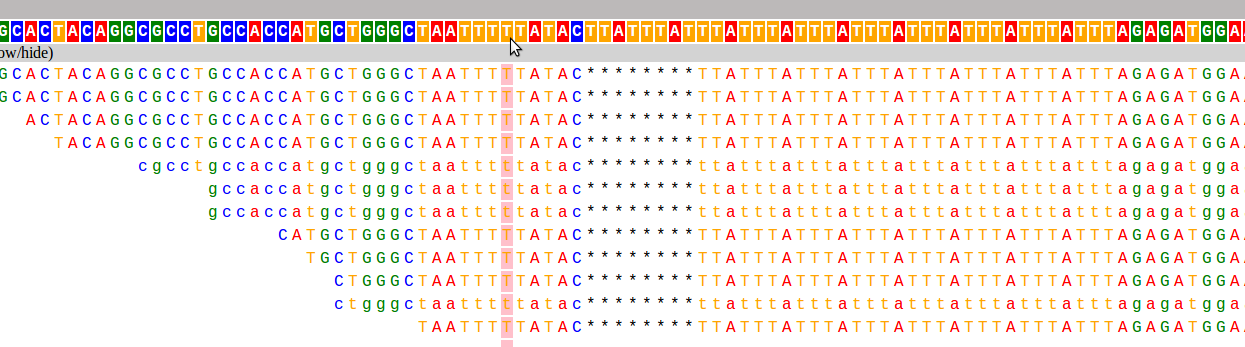 GCACTACAGGCGCCTGCCACCATGCTGGGCTAATTTTTATACTTATTTATTTATTTATTTATTTATTTATTTATTTATTTAGAGATGGA
ow/hide)
GCACTACAGGCGCCTGCCACCATGCTGGGCTAATTTTTATAC********TTATTTATTTATTTATTTATTTATTTATTTAGAGATGGA
GCACTACAGGCGCCTGCCACCATGCTGGGCTAATTTTTATAC********TTATTTATTTATTTATTTATTTATTTATTTAGAGATGGA
ACTACAGGCGCCTGCCACCATGCTGGGCTAATTTTTATAC********TTATTTATTTATTTATTTATTTATTTATTTAGAGATGGA
TACAGGCGCCTGCCACCATGCTGGGCTAATTTTTATAC********TTATTTATTTATTTATTTATTTATTTATTTAGAGATGGA
cgcctgccaccatgctgggctaatttttatac********ttatttatttatttatttatttatttatttagagatgga
gccaccatgctgggctaatttttatac********ttatttatttatttatttatttatttatttagagatgga
gccaccatgctgggctaatttttatac********ttatttatttatttatttatttatttatttagagatgga
CATGCTGGGCTAATTTTTATAC********TTATTTATTTATTTATTTATTTATTTATTTAGAGATGGA
TGCTGGGCTAATTTTTATAC********TTATTTATTTATTTATTTATTTATTTATTTAGAGATGGA
CTGGGCTAATTTTTATAC********TTATTTATTTATTTATTTATTTATTTATTTAGAGATGGA
ctgggctaatttttatac********ttatttatttatttatttatttatttatttagagatgga
TAATTTTTATAC********TTATTTATTTATTTATTTATTTATTTATTTAGAGATGGA